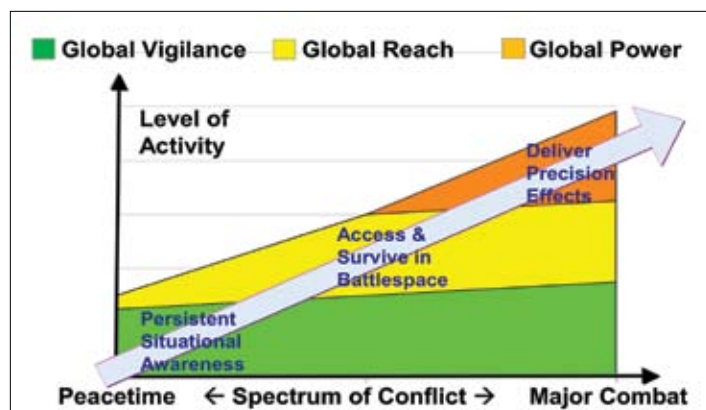 Global Vigilance Global Reach Global Power
Level of
Activity
Deliver
Precision
Effects
Access &
Survive in
Battlespace
Persistent
Situational
Awareness
Peacetime ← Spectrum of Conflict → Major Combat